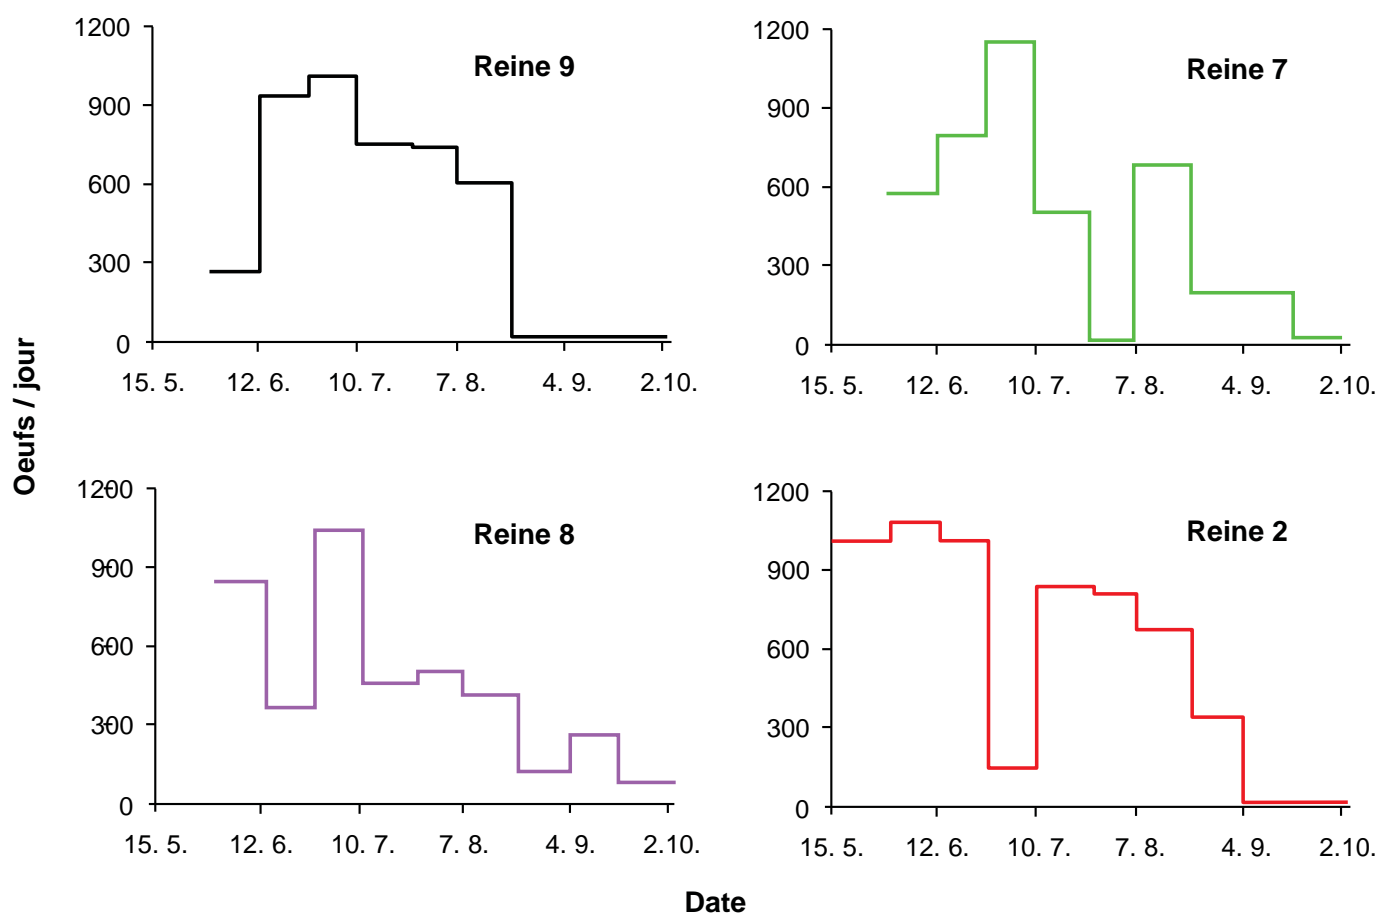 Oeufs / jour
Reine 9
1200
900
600
300
0
15. 5. 12. 6. 10. 7. 7. 8. 4. 9. 2.10.
Reine 7
1200
900
600
300
0
15. 5. 12. 6. 10. 7. 7. 8. 4. 9. 2.10.
Reine 8
1200
900
600
300
0
15. 5. 12. 6. 10. 7. 7. 8. 4. 9. 2.10.
Reine 2
1200
900
600
300
0
15. 5. 12. 6. 10. 7. 7. 8. 4. 9. 2.10.
Date